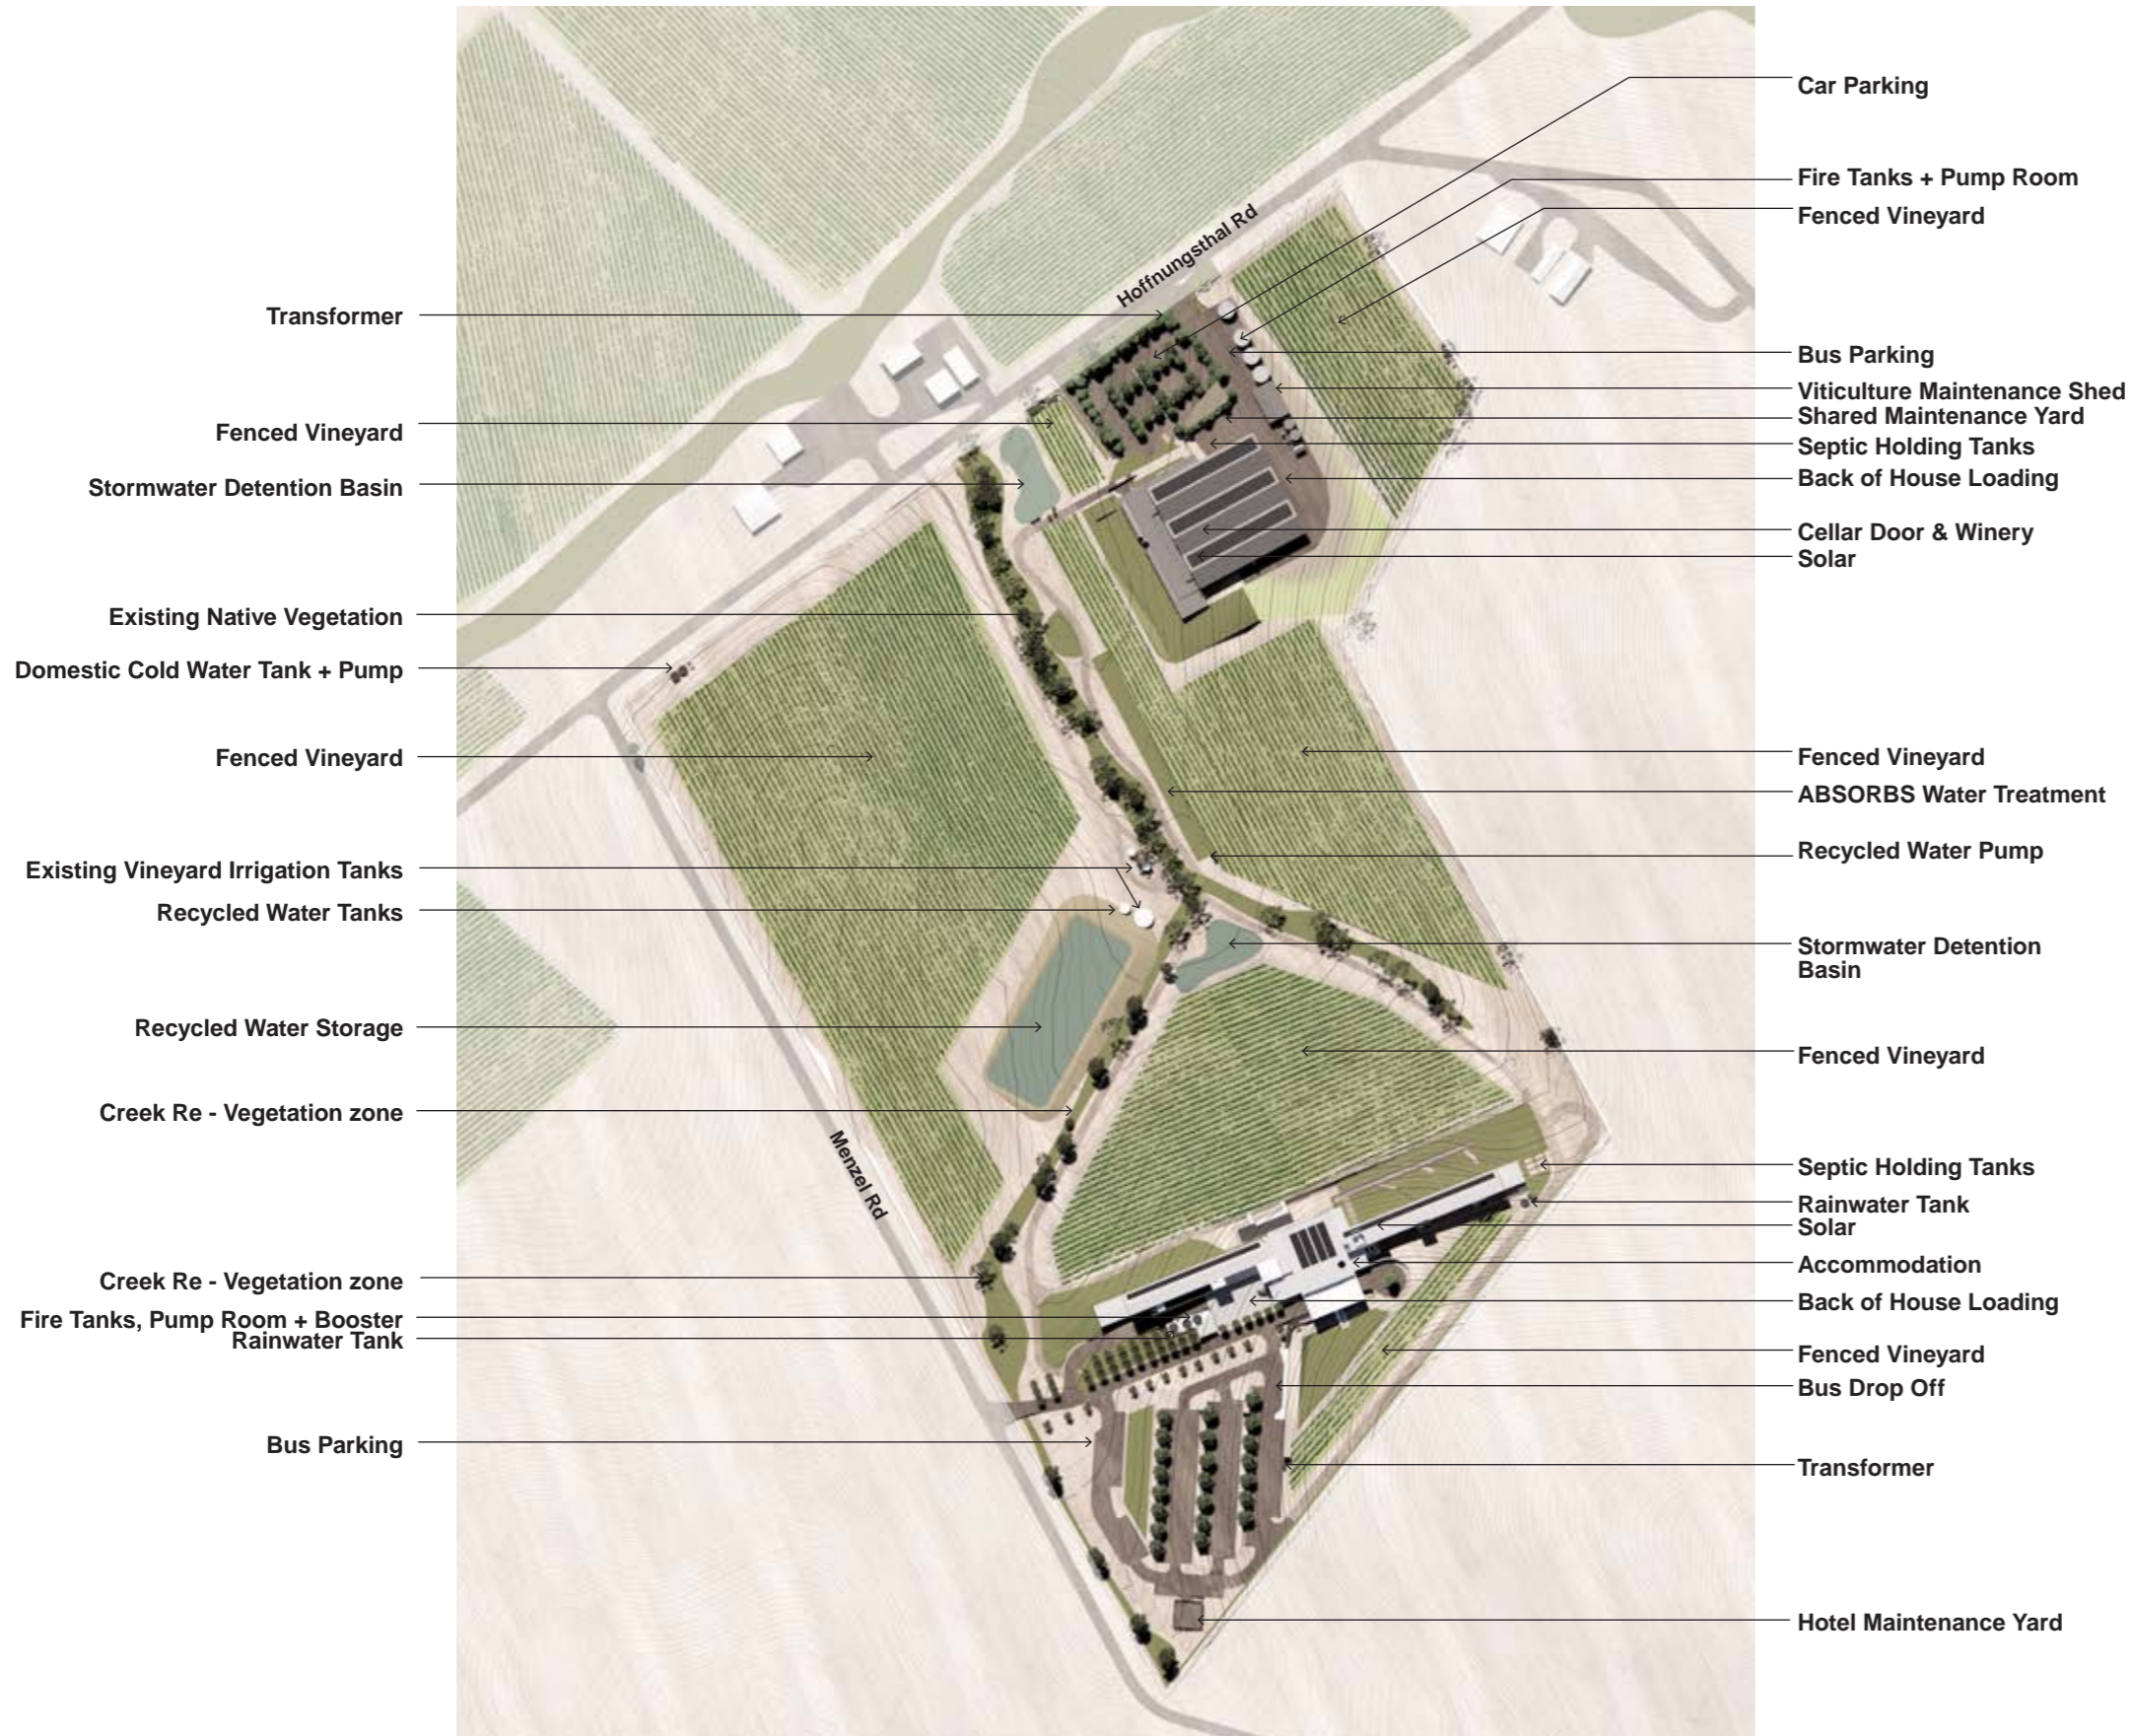 Transformer
Fenced Vineyard
Stormwater Detention Basin
Existing Native Vegetation
Domestic Cold Water Tank + Pump
Fenced Vineyard
Existing Vineyard Irrigation Tanks
Recycled Water Tanks
Recycled Water Storage
Creek Re - Vegetation zone
Creek Re - Vegetation zone
Fire Tanks, Pump Room + Booster
Rainwater Tank
Bus Parking
Hoffnungsthal Rd
Menzel Rd
Car Parking
Fire Tanks + Pump Room
Fenced Vineyard
Bus Parking
Viticulture Maintenance Shed
Shared Maintenance Yard
Septic Holding Tanks
Back of House Loading
Cellar Door & Winery
Solar
Fenced Vineyard
ABSORBS Water Treatment
Recycled Water Pump
Stormwater Detention
Basin
Fenced Vineyard
Septic Holding Tanks
Rainwater Tank
Solar
Accommodation
Back of House Loading
Fenced Vineyard
Bus Drop Off
Transformer
Hotel Maintenance Yard